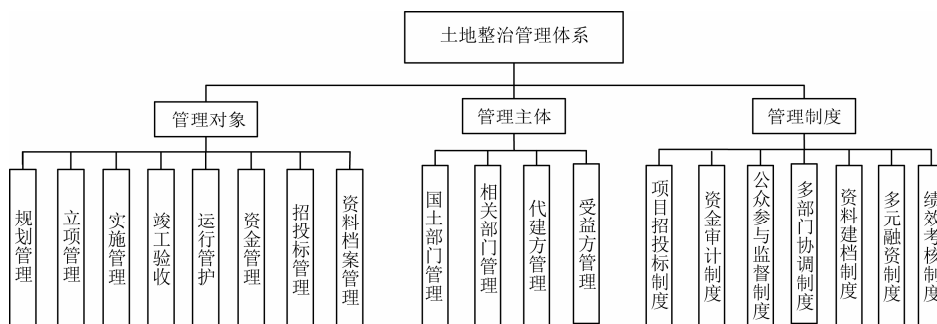 土地整治管理体系
管理对象
管理主体
管理制度
规划管理
立项管理
实施管理
竣工验收
运行管护
资金管理
招投标管理
资料档案管理
国土部门管理
相关部门管理
代建方管理
受益方管理
项目招投标制度
资金审计制度
公众参与监督制度
多部门协调制度
资料建档制度
多元融资制度
绩效考核制度